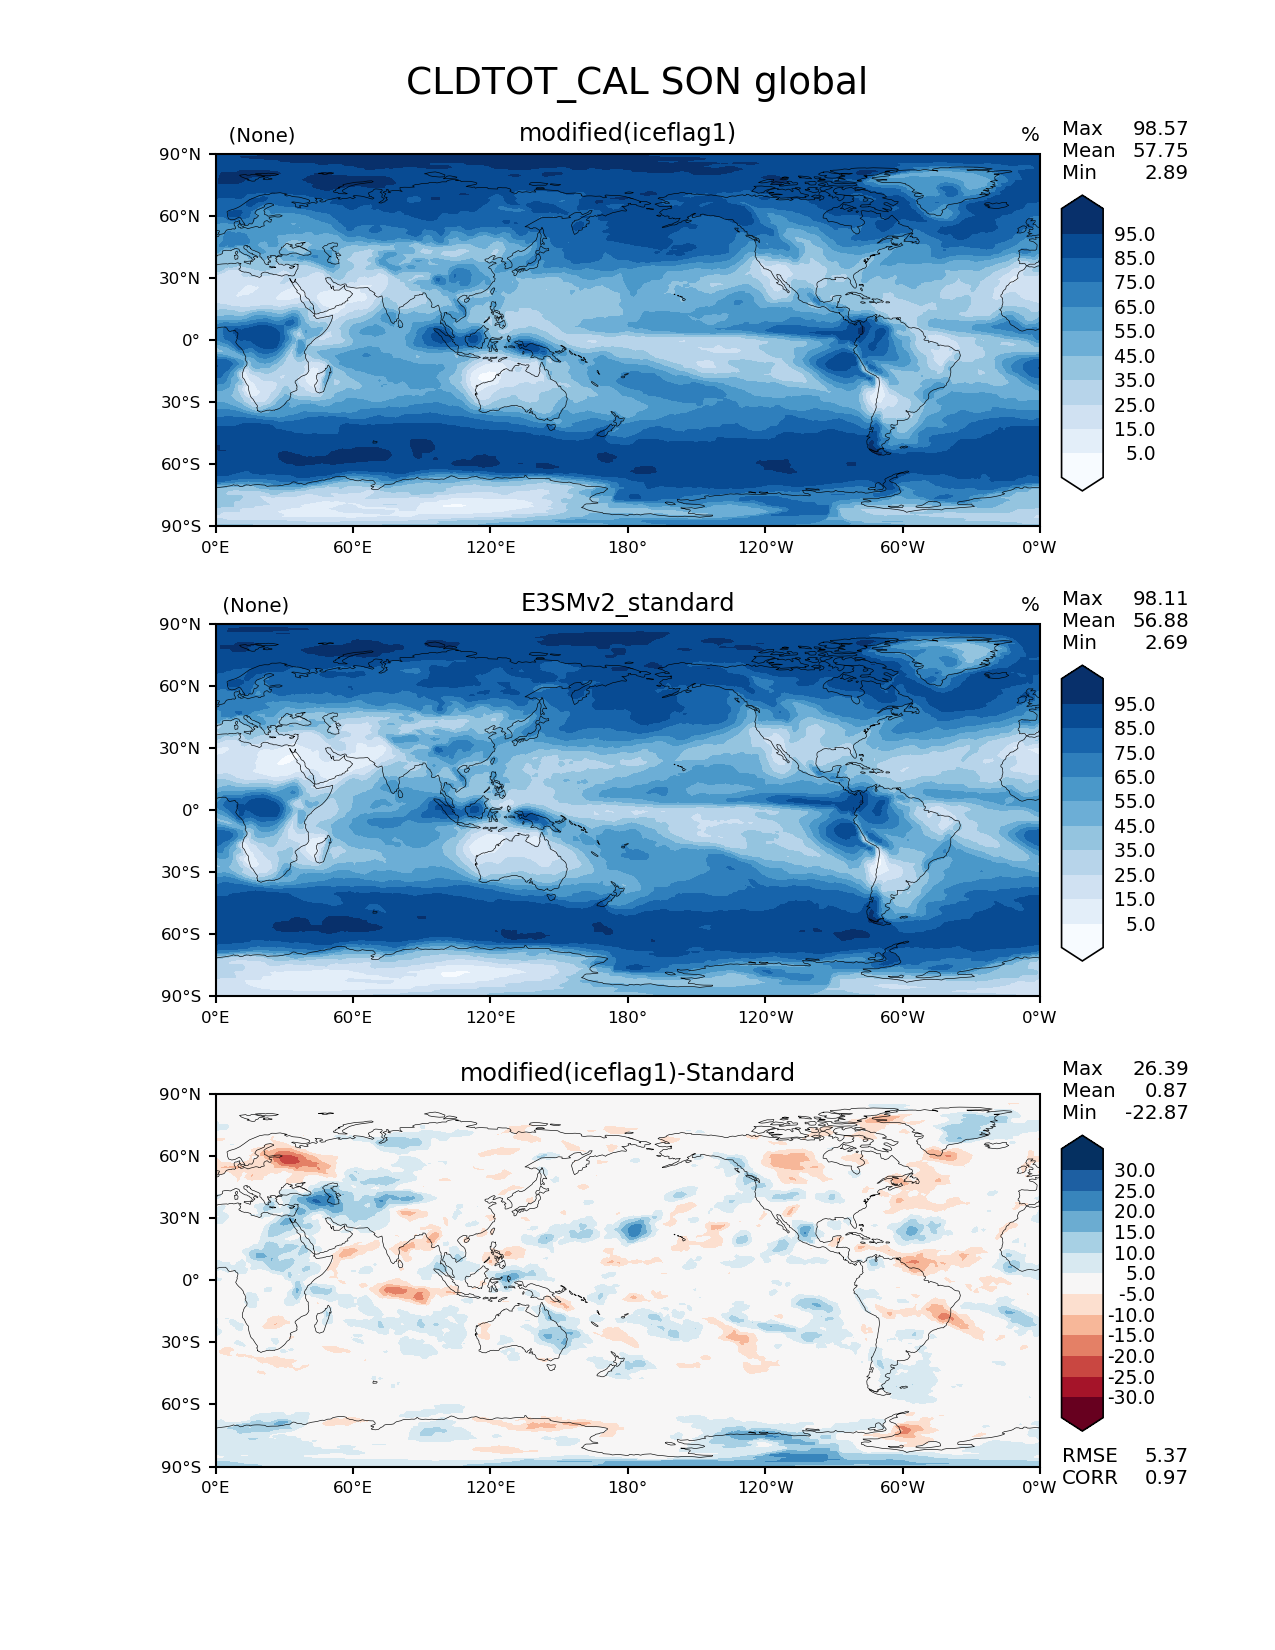 CLDTOT_CAL SON global
(None) modified(iceflag1) %
Max 98.57
Mean 57.75
Min 2.89
90°N
60°N
30°N
0°
30°S
60°S
90°S
0°E 60°E 120°E 180° 120°W 60°W 0°W
95.0
85.0
75.0
65.0
55.0
45.0
35.0
25.0
15.0
5.0
(None) E3SMv2_standard %
Max 98.11
Mean 56.88
Min 2.69
90°N
60°N
30°N
0°
30°S
60°S
90°S
0°E 60°E 120°E 180° 120°W 60°W 0°W
95.0
85.0
75.0
65.0
55.0
45.0
35.0
25.0
15.0
5.0
modified(iceflag1)-Standard
Max 26.39
Mean 0.87
Min -22.87
90°N
60°N
30°N
0°
30°S
60°S
90°S
0°E 60°E 120°E 180° 120°W 60°W 0°W
30.0
25.0
20.0
15.0
10.0
5.0
-5.0
-10.0
-15.0
-20.0
-25.0
-30.0
RMSE 5.37
CORR 0.97